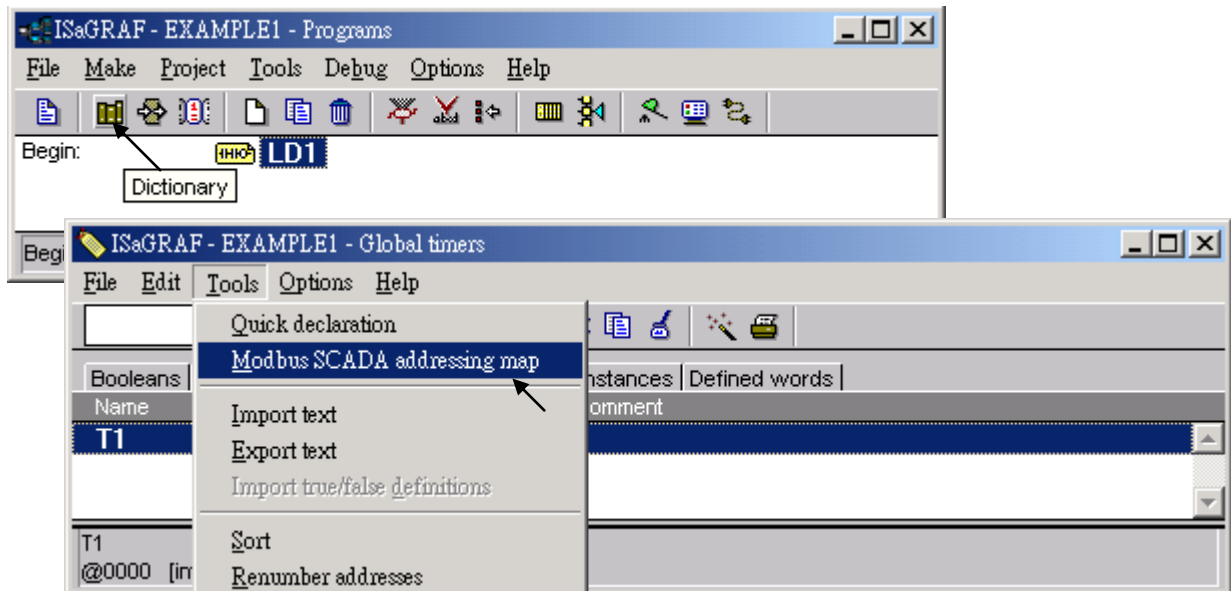 ISaGRAF - EXAMPLE1 - Programs
File Make Project Tools Debug Options Help
Begin: LD1
Dictionary
Begi
ISaGRAF - EXAMPLE1 - Global timers
File Edit Tools Options Help
Quick declaration
Modbus SCADA addressing map
Booleans nstances Defined words
Name omment
Import text
T1
Export text
Import true/false definitions
T1
Sort
@0000 [in
Renumber addresses